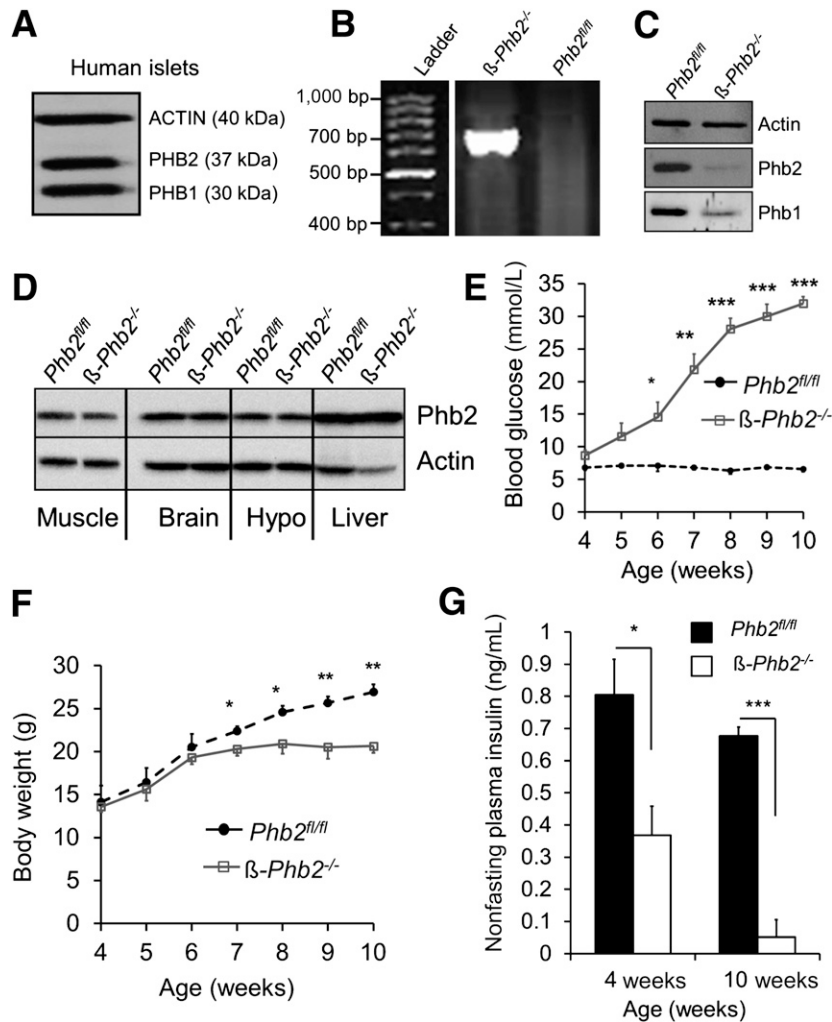 A
Human islets
ACTIN (40 kDa)
PHB2 (37 kDa)
PHB1 (30 kDa)
B
Ladder
ß-Phb2-/-
Phb2fl/fl
1,000 bp
700 bp
500 bp
400 bp
C
Phb2fl/fl
ß-Phb2-/-
Actin
Phb2
Phb1
D
Phb2fl/fl
ß-Phb2-/-
Phb2fl/fl
ß-Phb2-/-
Phb2fl/fl
ß-Phb2-/-
Phb2fl/fl
ß-Phb2-/-
Phb2
Actin
Muscle Brain Hypo Liver
E
Blood glucose (mmol/L)
35
30
25
20
15
10
5
0
* ** *** *** ***
Phb2fl/fl
ß-Phb2-/-
4 5 6 7 8 9 10
Age (weeks)
F
Body weight (g)
30
25
20
15
10
5
0
* * ** **
Phb2fl/fl
ß-Phb2-/-
4 5 6 7 8 9 10
Age (weeks)
G
Nonfasting plasma insulin (ng/mL)
1
0.9
0.8
0.7
0.6
0.5
0.4
0.3
0.2
0.1
0
*
***
Phb2fl/fl
ß-Phb2-/-
4 weeks 10 weeks
Age (weeks)